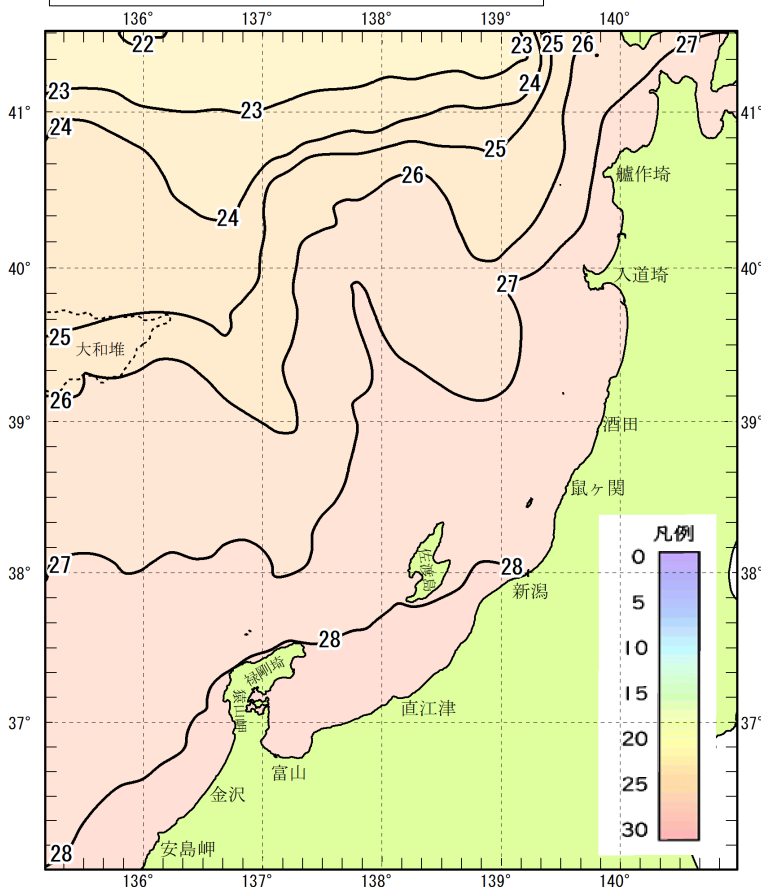 136° 137° 138° 139° 140°
22 23 25 26 27
23 24
41° 23 41°
24 25
26 艫作埼
24
40° 入道埼 40°
27
25
大和堆
26
39° 酒田 39°
鼠ヶ関
凡例
0
佐渡島
27 28
38° 38°
新潟
5
28
10
禄剛埼
猿山岬
15
直江津
37° 37°
20
富山
25
金沢
30
安島岬
28
136° 137° 138° 139° 140°